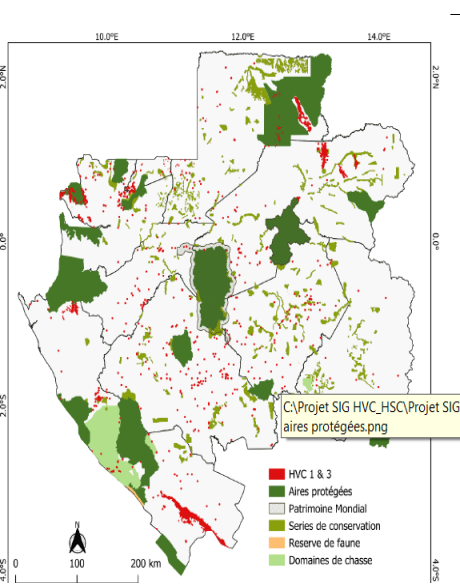 10.0°E 12.0°E 14.0°E
2.0°N 2.0°N
0.0° 0.0°
2.0°S
C:\Projet SIG HVC_HSC\Projet SIG
aires protégées.png
HVC 1 & 3
Aires protégées
Patrimoine Mondial
Series de conservation
Reserve de faune
Domaines de chasse
N
0 100 200 km
4.0°S 4.0°S